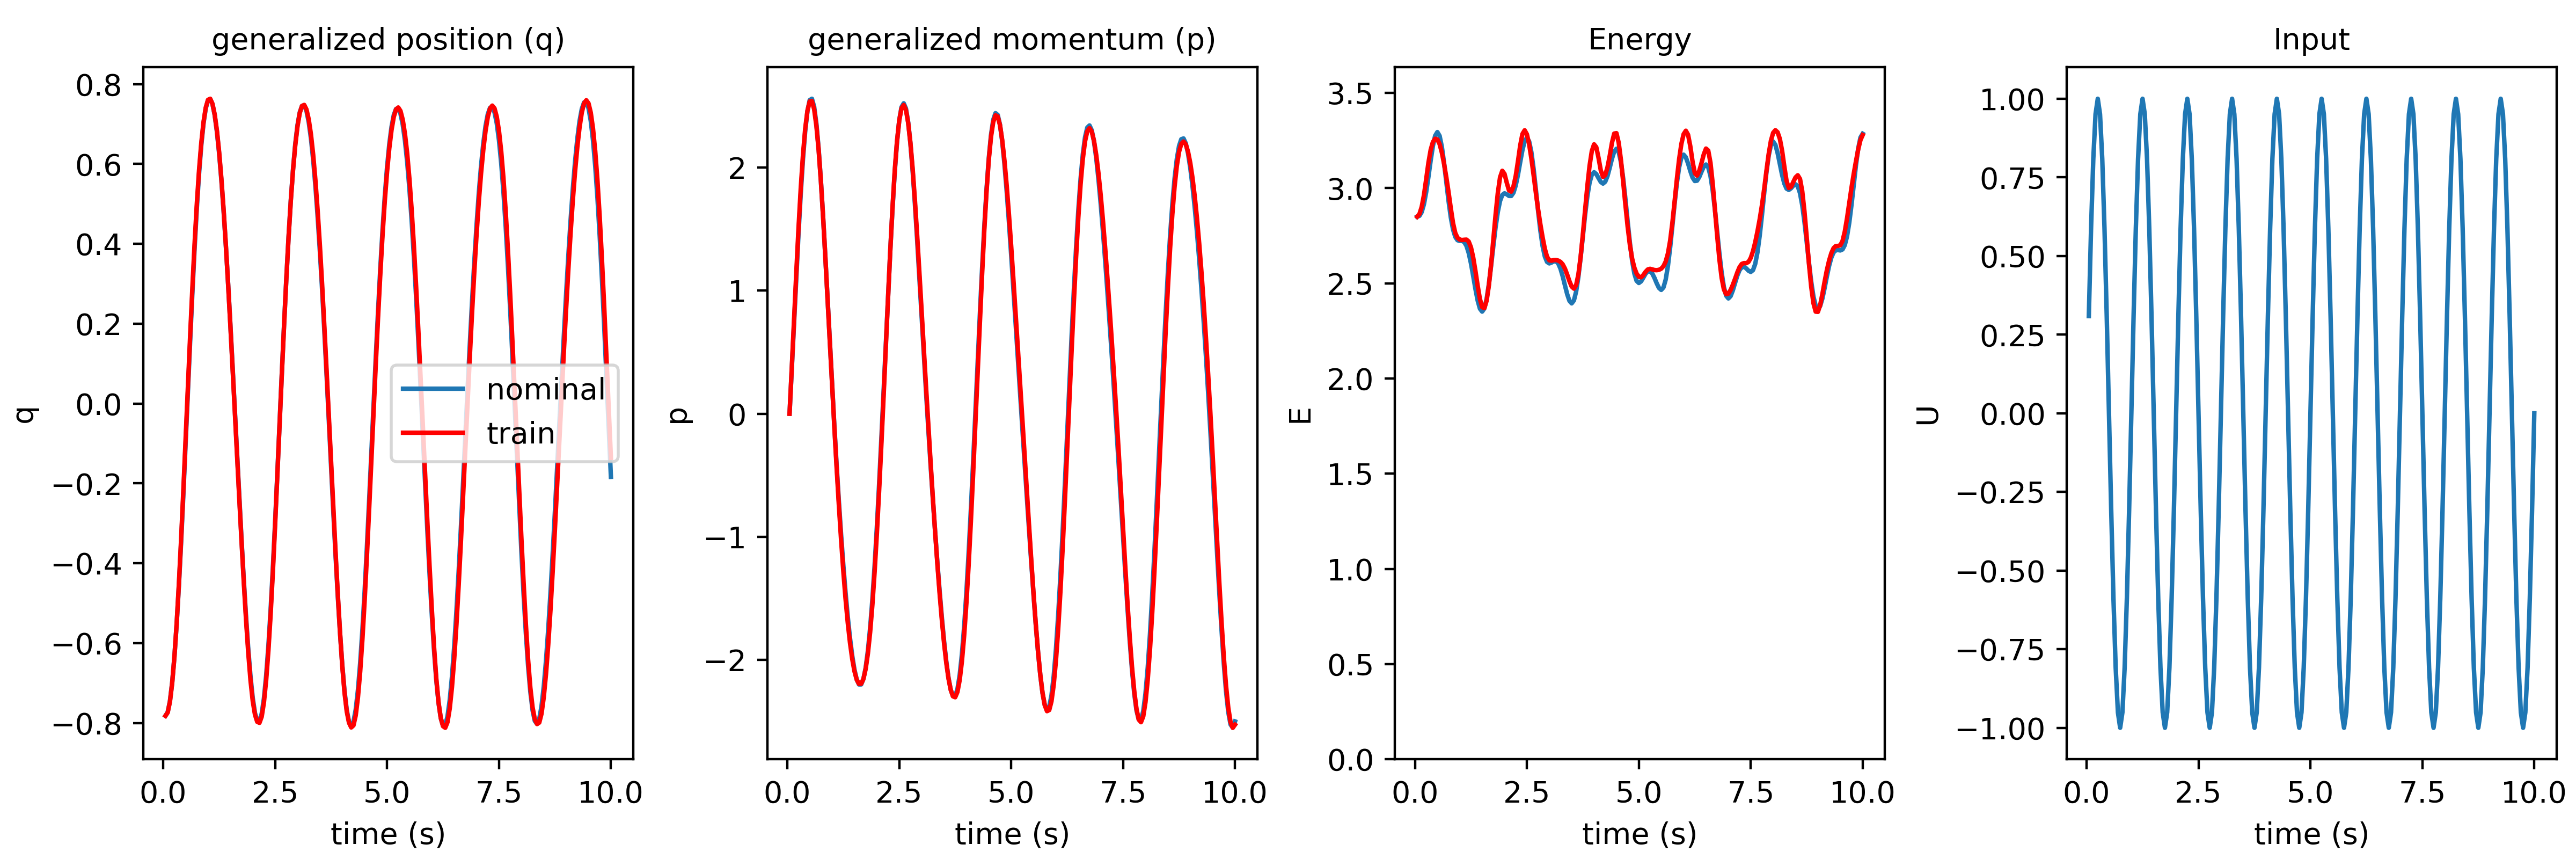 generalized position (q)
q
0.8
0.6
0.4
0.2
0.0
−0.2
−0.4
−0.6
−0.8
nominal
train
0.0 2.5 5.0 7.5 10.0
time (s)
generalized momentum (p)
p
2
1
0
−1
−2
0.0 2.5 5.0 7.5 10.0
time (s)
Energy
E
3.5
3.0
2.5
2.0
1.5
1.0
0.5
0.0
0.0 2.5 5.0 7.5 10.0
time (s)
Input
U
1.00
0.75
0.50
0.25
0.00
−0.25
−0.50
−0.75
−1.00
0.0 2.5 5.0 7.5 10.0
time (s)